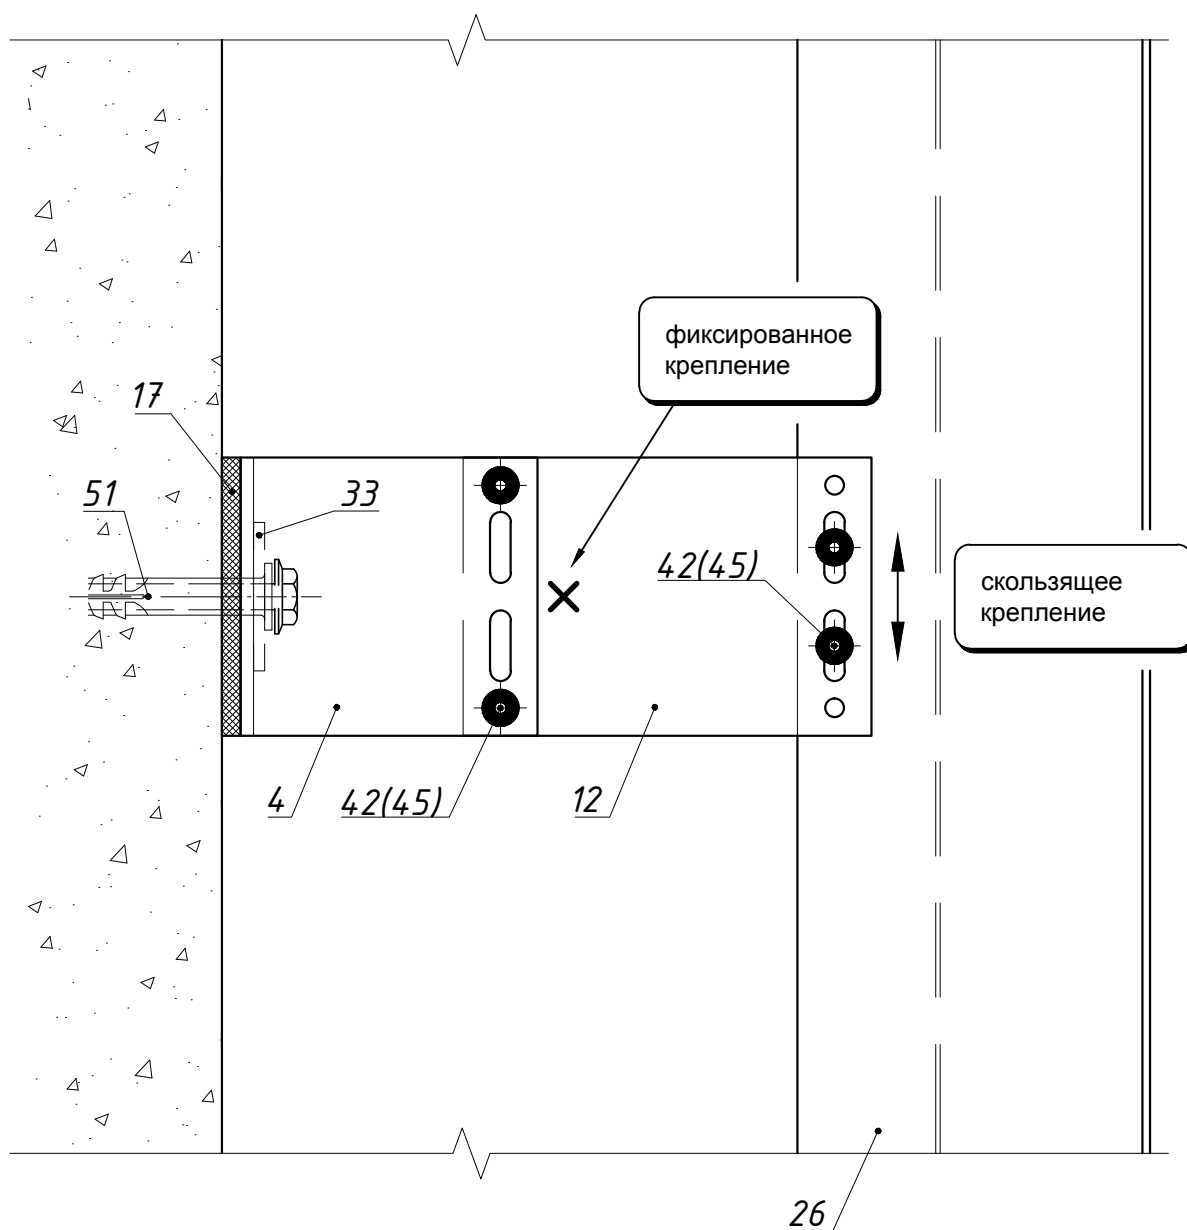 фиксированное
крепление
17
51
33
42(45)
скользящее
крепление
4
42(45)
12
26